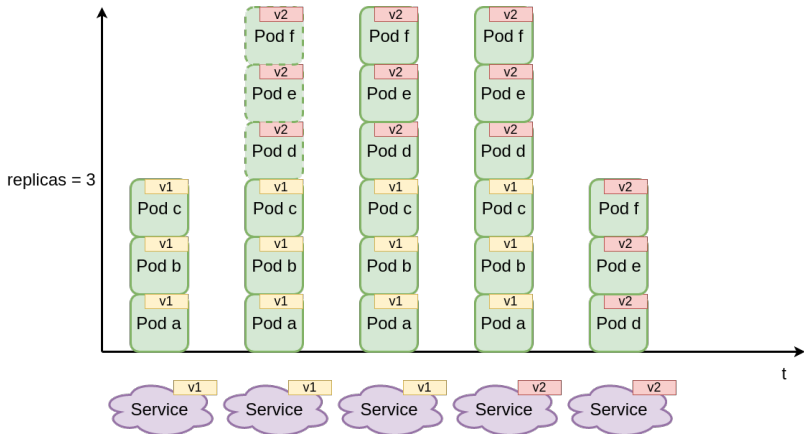 v2 v2 v2
Pod f Pod f Pod f
v2 v2 v2
Pod e Pod e Pod e
v2 v2 v2
Pod d Pod d Pod d
replicas = 3
v1 v1 v1 v1 v2
Pod c Pod c Pod c Pod c Pod f
v1 v1 v1 v1 v2
Pod b Pod b Pod b Pod b Pod e
v1 v1 v1 v1 v2
Pod a Pod a Pod a Pod a Pod d
t
v1 v1 v1 v2 v2
Service Service Service Service Service